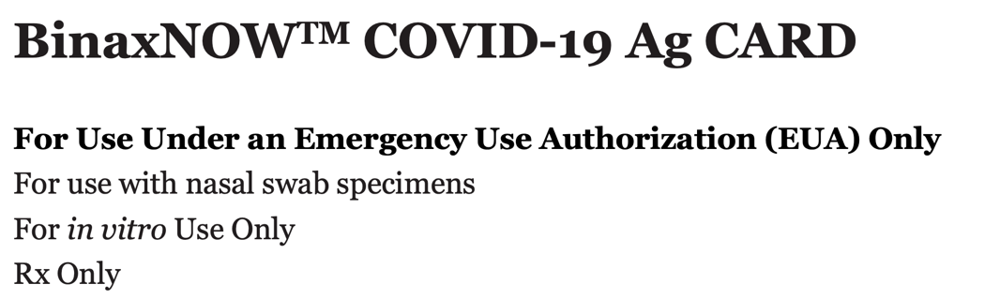 BinaxNOW™ COVID-19 Ag CARD
For Use Under an Emergency Use Authorization (EUA) Only
For use with nasal swab specimens
For in vitro Use Only
Rx Only